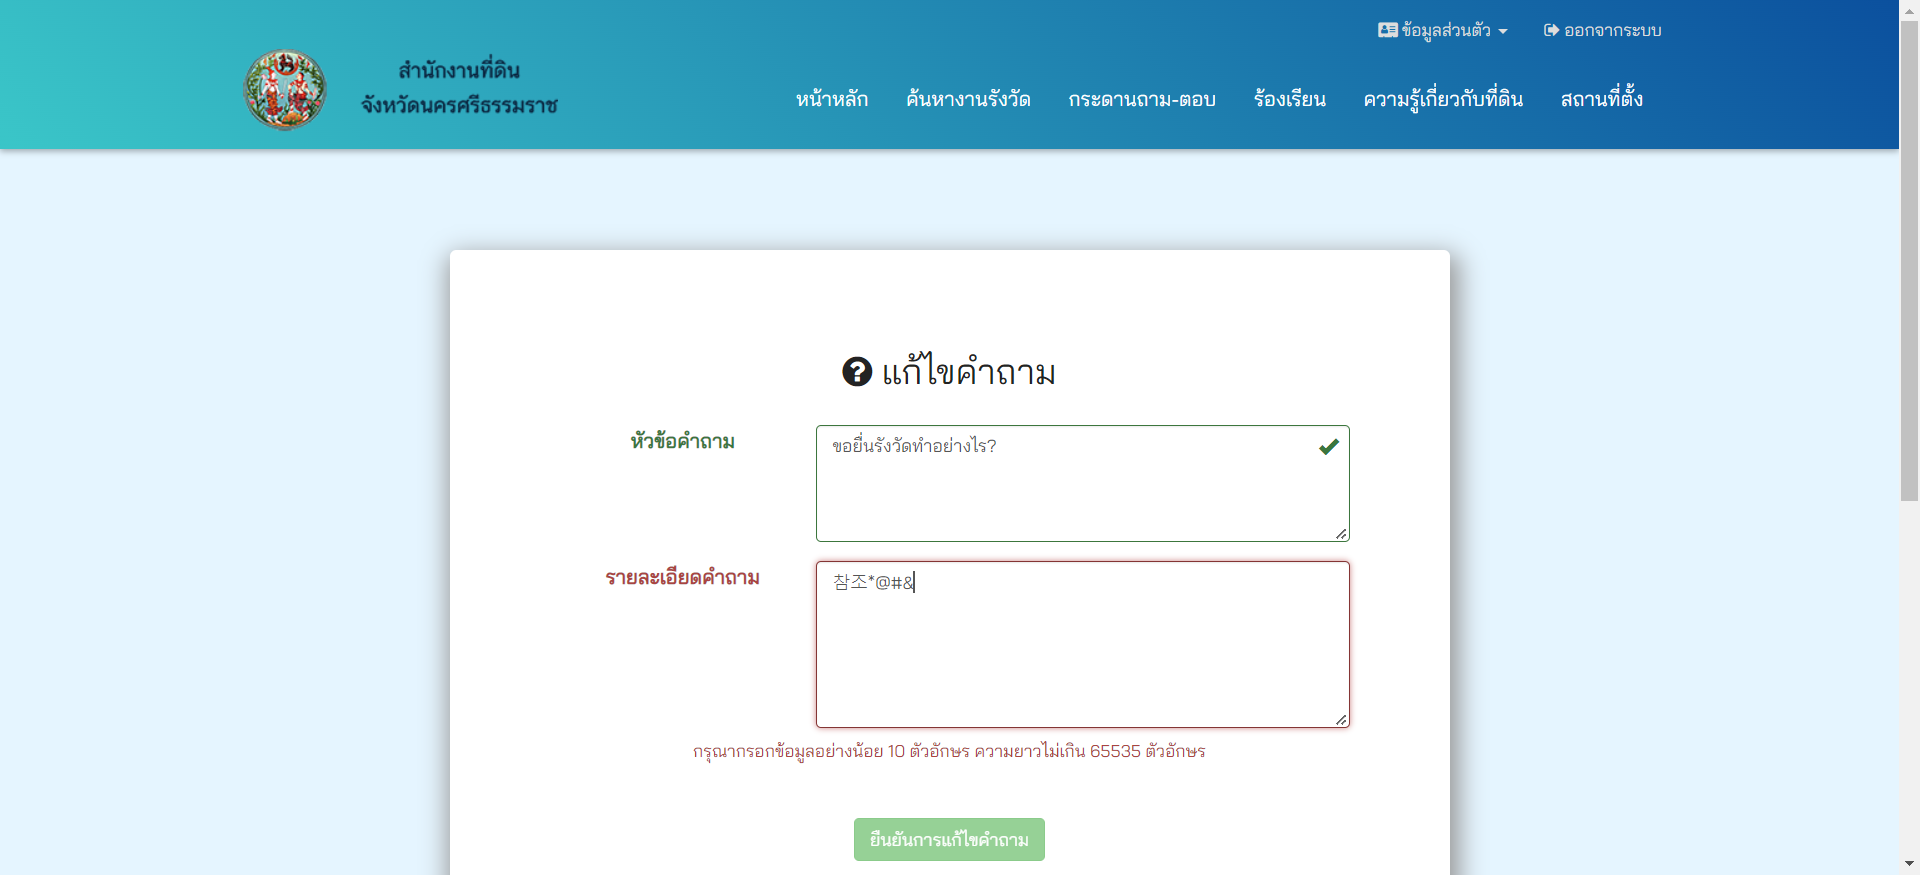 ข้อมูลส่วนตัว ออกจากระบบ
สำนักงานที่ดิน
จังหวัดนครศรีธรรมราช
หน้าหลัก ค้นหางานรังวัด กระดานถาม-ตอบ ร้องเรียน ความรู้เกี่ยวกับที่ดิน สถานที่ตั้ง
แก้ไขคำถาม
หัวข้อคำถาม
ขอยื่นรังวัดทำอย่างไร?
รายละเอียดคำถาม
참조*@#&
กรุณากรอกข้อมูลอย่างน้อย 10 ตัวอักษร ความยาวไม่เกิน 65535 ตัวอักษร
ยืนยันการแก้ไขคำถาม